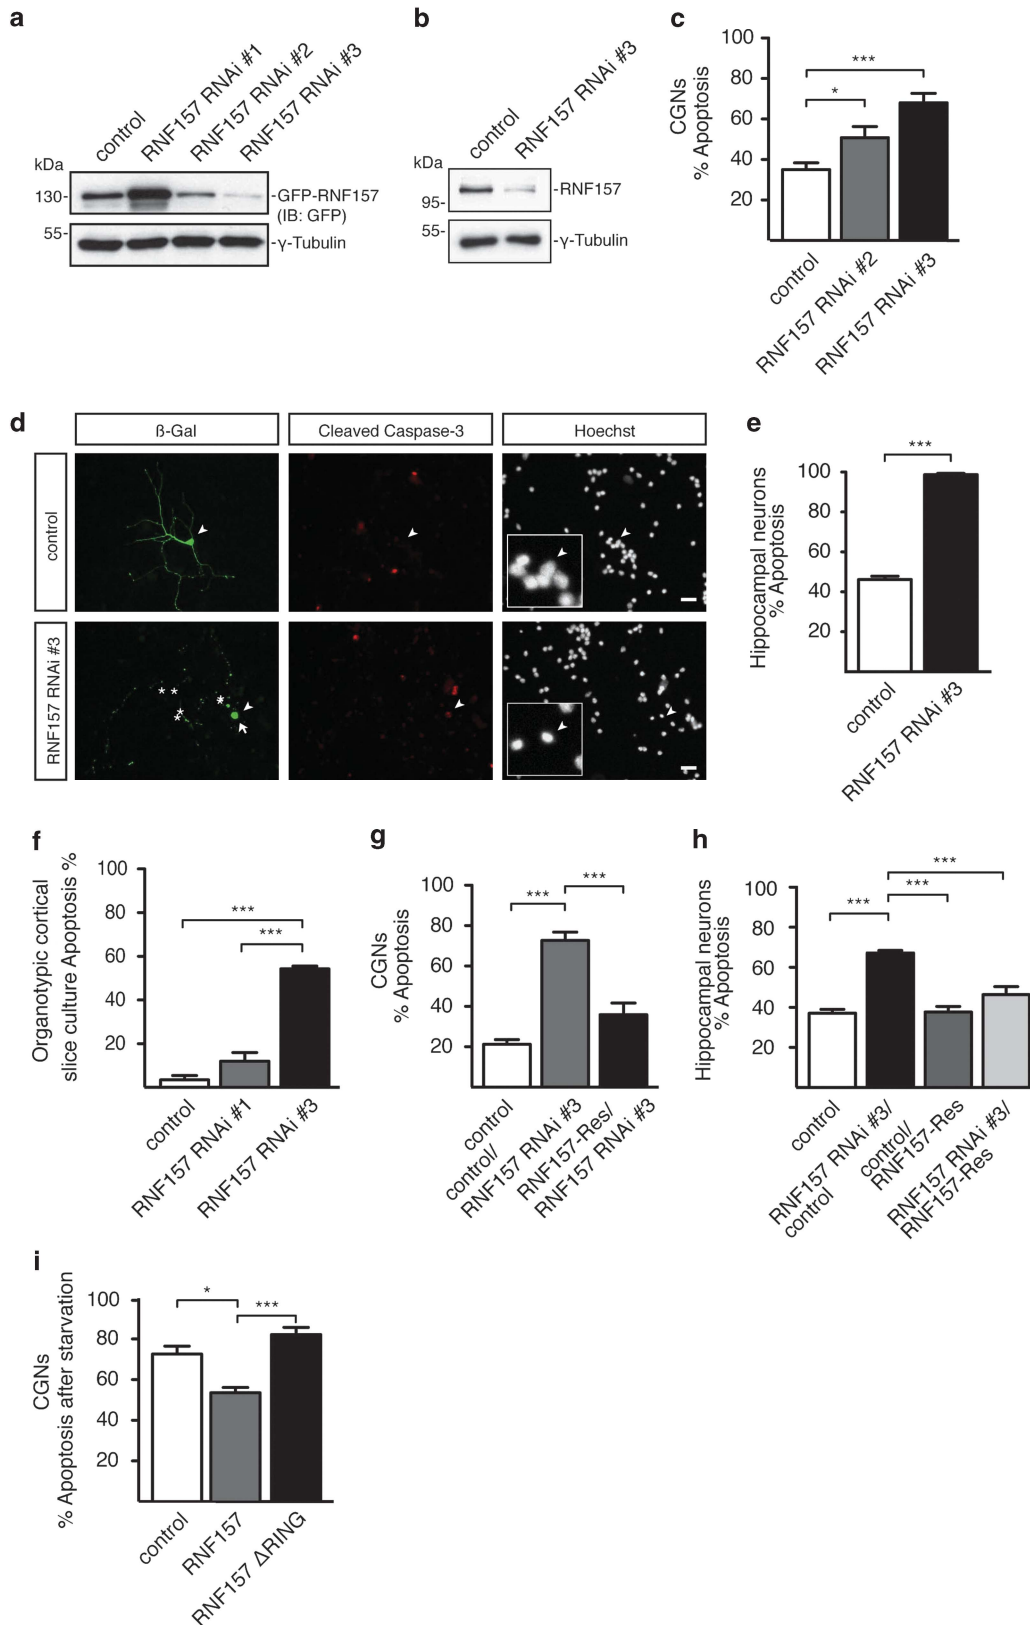 a
control
RNF157 RNAi #1
RNF157 RNAi #2
RNF157 RNAi #3
kDa
130-
-GFP-RNF157
(IB: GFP)
55-
-γ-Tubulin
b
control
RNF157 RNAi #3
kDa
-RNF157
95-
55-
-γ-Tubulin
c
CGNs
% Apoptosis
100
80
60
40
20
***
*
control
RNF157 RNAi #2
RNF157 RNAi #3
d
ß-Gal
Cleaved Caspase-3
Hoechst
control
RNF157 RNAi #3
* *
*
*
*
e
Hippocampal neurons
% Apoptosis
100
80
60
40
20
***
control
RNF157 RNAi #3
f
Organotypic cortical
slice culture Apoptosis %
100
80
60
40
20
***
***
control
RNF157 RNAi #1
RNF157 RNAi #3
g
CGNs
% Apoptosis
100
80
60
40
20
***
***
control
control/
RNF157 RNAi #3
RNF157-Res/
RNF157 RNAi #3
h
Hippocampal neurons
% Apoptosis
100
80
60
40
20
***
***
***
control
RNF157 RNAi #3/
control
control/
RNF157-Res
RNF157 RNAi #3/
RNF157-Res
i
CGNs
% Apoptosis after starvation
100
80
60
40
20
*
***
control
RNF157
RNF157 ΔRING